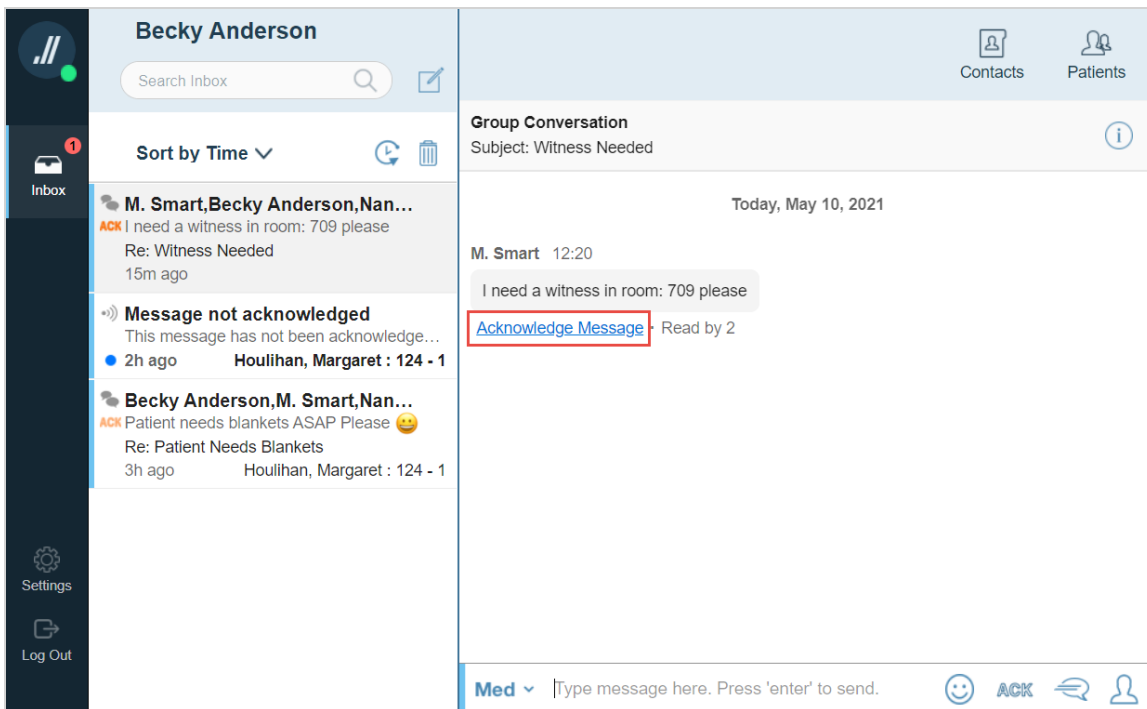 Becky Anderson
Search Inbox
Contacts
Patients
1
Inbox
Sort by Time
M. Smart,Becky Anderson,Nan...
ACK I need a witness in room: 709 please
Re: Witness Needed
15m ago
Message not acknowledged
This message has not been acknowledge...
2h ago Houlihan, Margaret : 124 - 1
Becky Anderson,M. Smart,Nan...
ACK Patient needs blankets ASAP Please 😀
Re: Patient Needs Blankets
3h ago Houlihan, Margaret : 124 - 1
Settings
Log Out
Group Conversation
Subject: Witness Needed
i
Today, May 10, 2021
M. Smart 12:20
I need a witness in room: 709 please
Acknowledge Message · Read by 2
Med Type message here. Press 'enter' to send. ACK